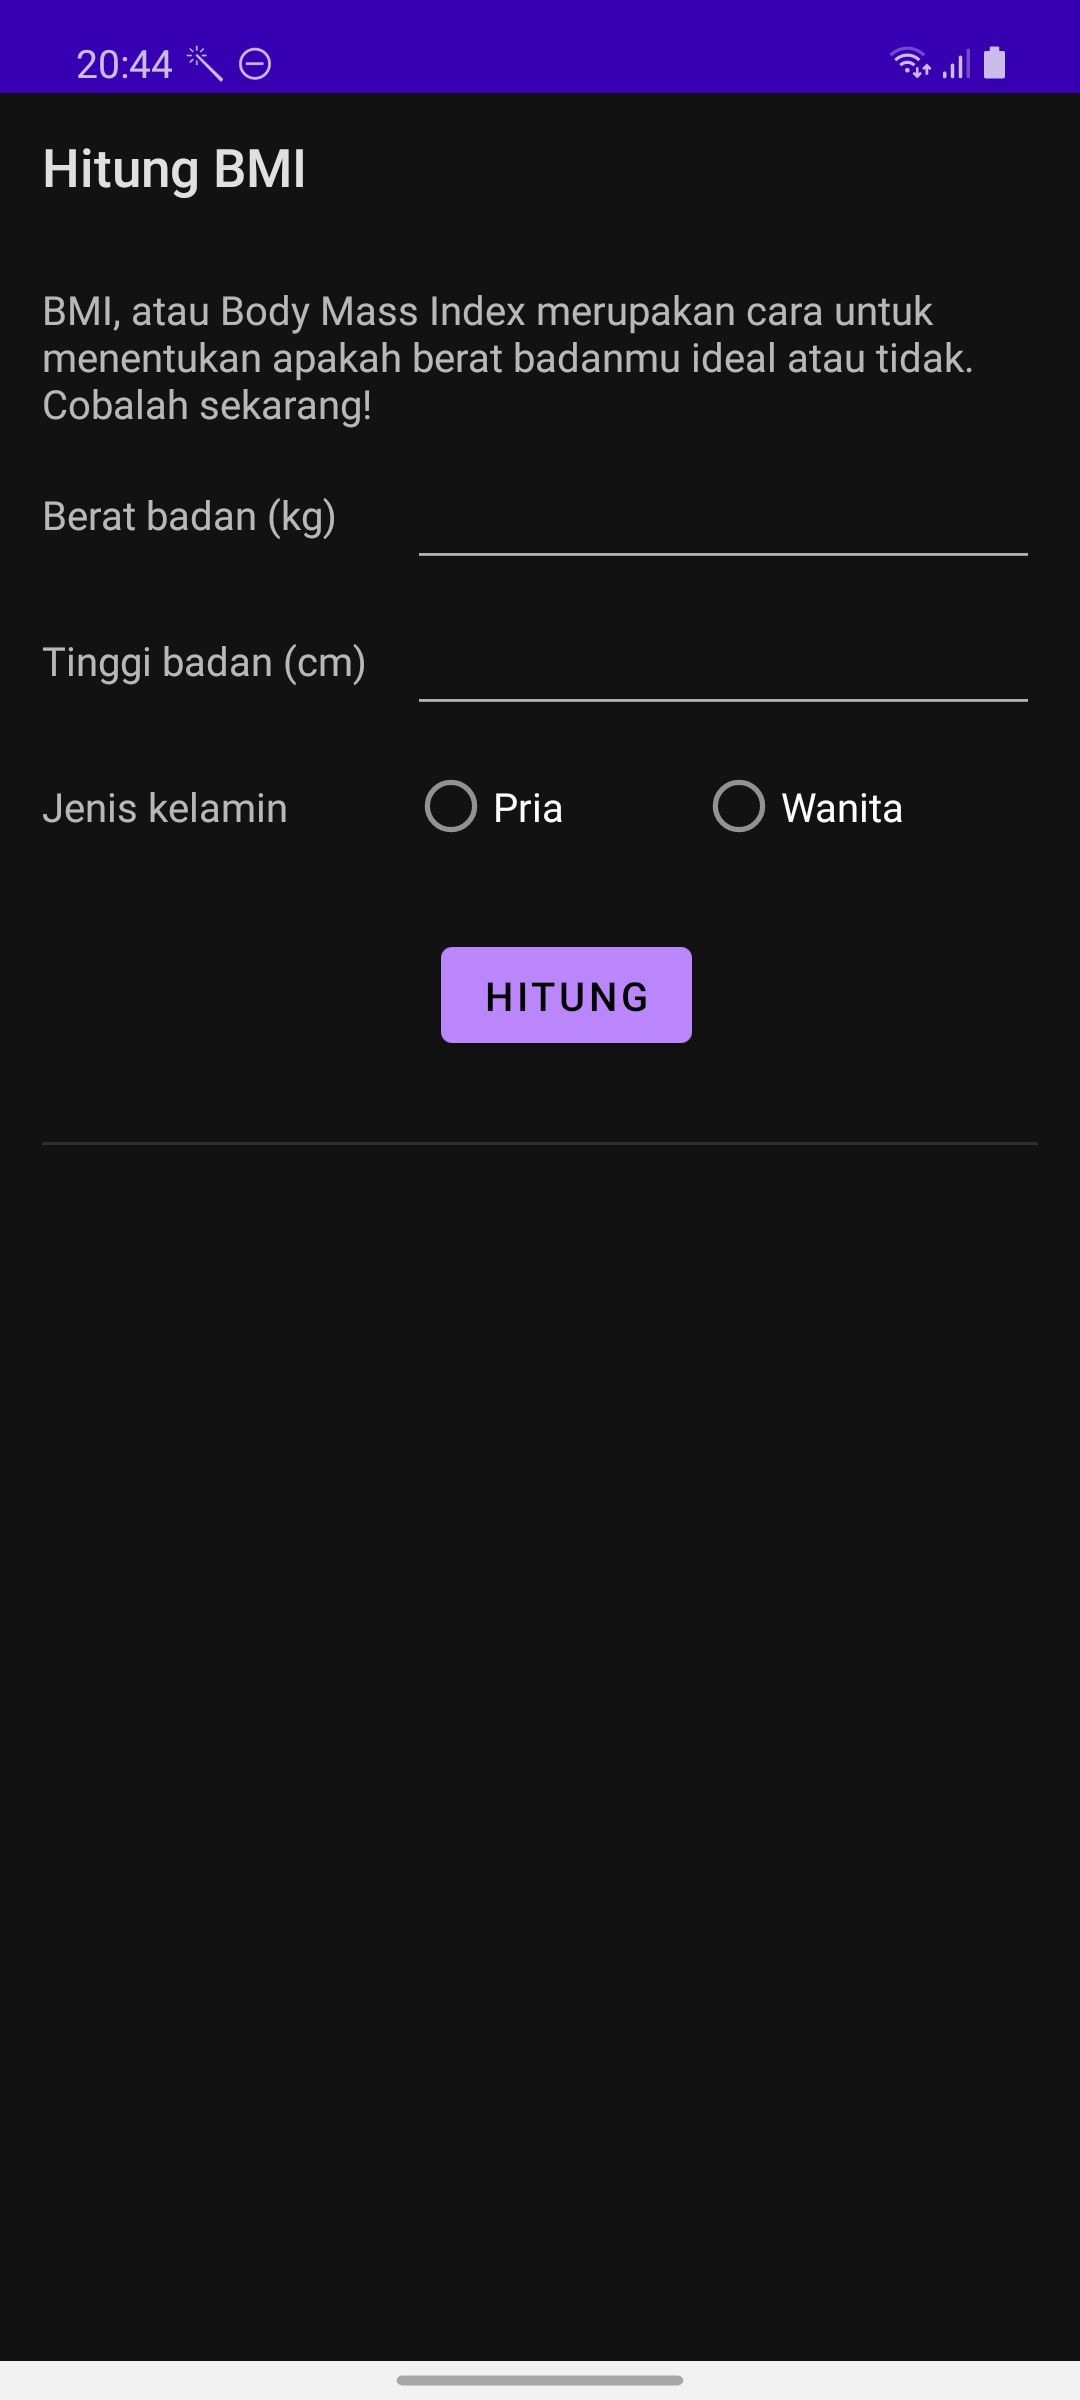 20:44
Hitung BMI
BMI, atau Body Mass Index merupakan cara untuk
menentukan apakah berat badanmu ideal atau tidak.
Cobalah sekarang!
Berat badan (kg)
Tinggi badan (cm)
Jenis kelamin Pria Wanita
HITUNG